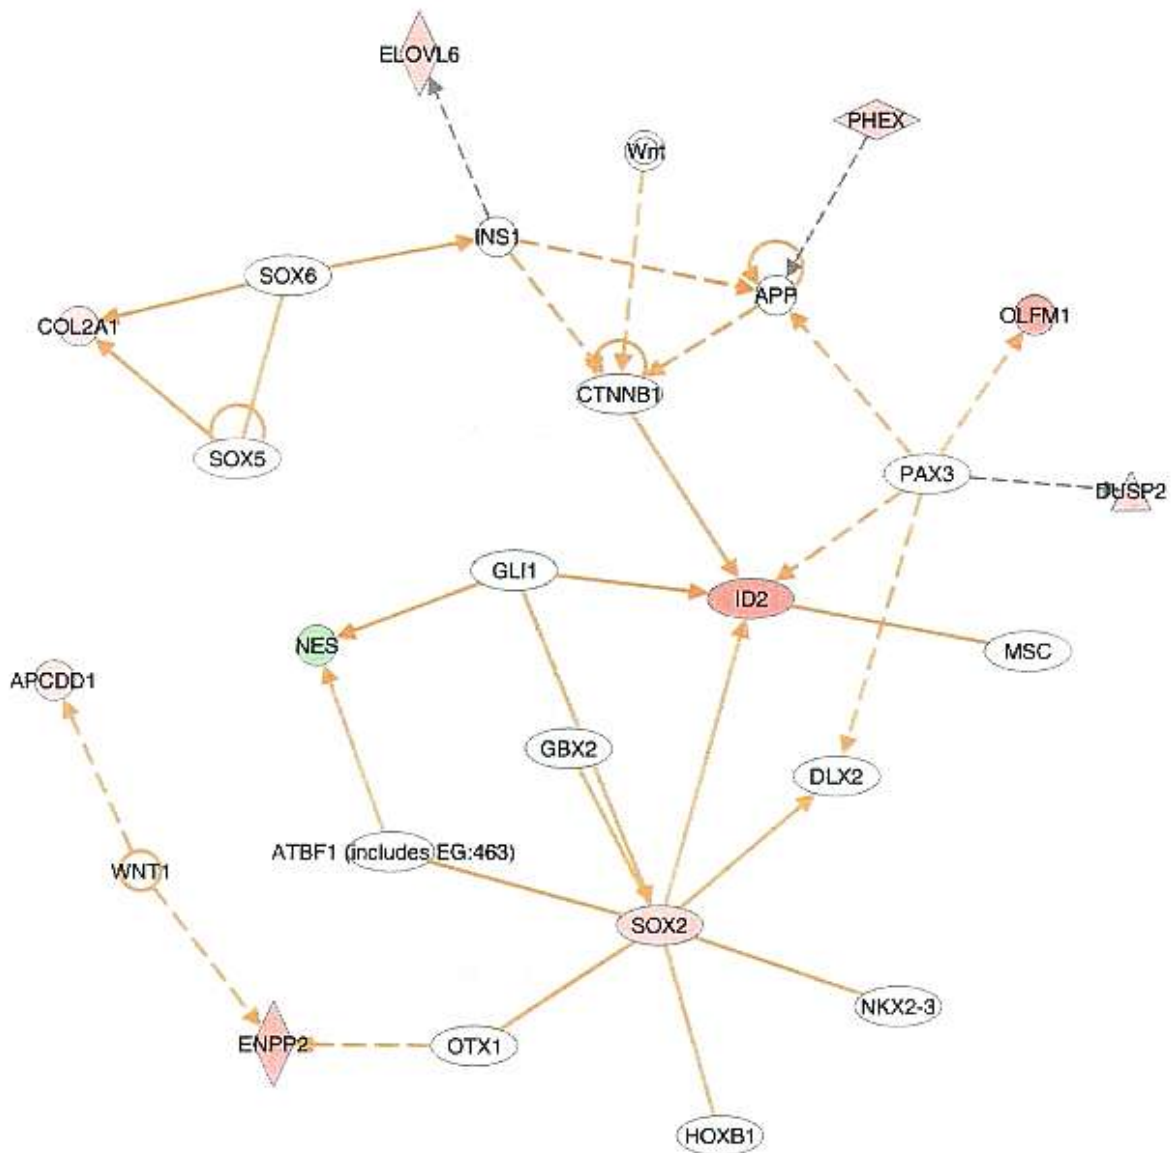 ELOVL6
PHEX
Wnt
INS1
SOX6
APP
OLFM1
COL2A1
CTNNB1
SOX5
PAX3
DUSP2
GLI1
ID2
NES
MSC
APCDD1
GBX2
DLX2
ATBF1 (includes EG:463)
WNT1
SOX2
NKX2-3
ENPP2
OTX1
HOXB1